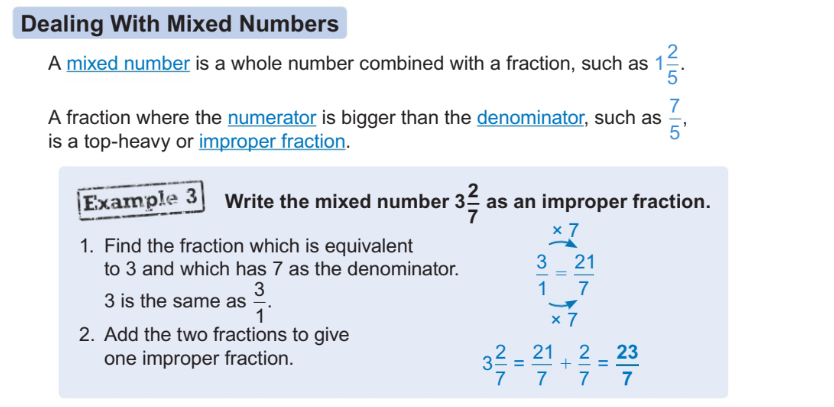 Dealing With Mixed Numbers
A mixed number is a whole number combined with a fraction, such as 1 2/5.
A fraction where the numerator is bigger than the denominator, such as 7/5,
is a top-heavy or improper fraction.
Example 3 Write the mixed number 3 2/7 as an improper fraction.
1. Find the fraction which is equivalent
to 3 and which has 7 as the denominator.
3 is the same as 3/1.
× 7
3/1 = 21/7
× 7
2. Add the two fractions to give
one improper fraction.
3 2/7 = 21/7 + 2/7 = 23/7